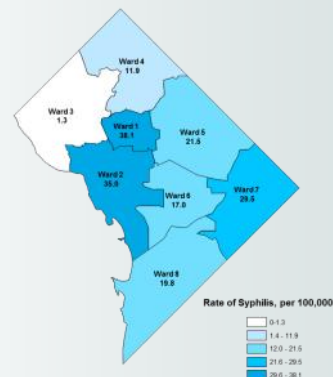 Ward 4
11.9
Ward 3
1.3
Ward 1
38.1
Ward 5
21.5
Ward 2
35.5
Ward 6
17.0
Ward 7
29.5
Ward 8
19.8
Rate of Syphilis, per 100,000
0-1.3
1.4 - 11.9
12.0 - 21.5
21.6 - 29.5
29.6 - 38.1